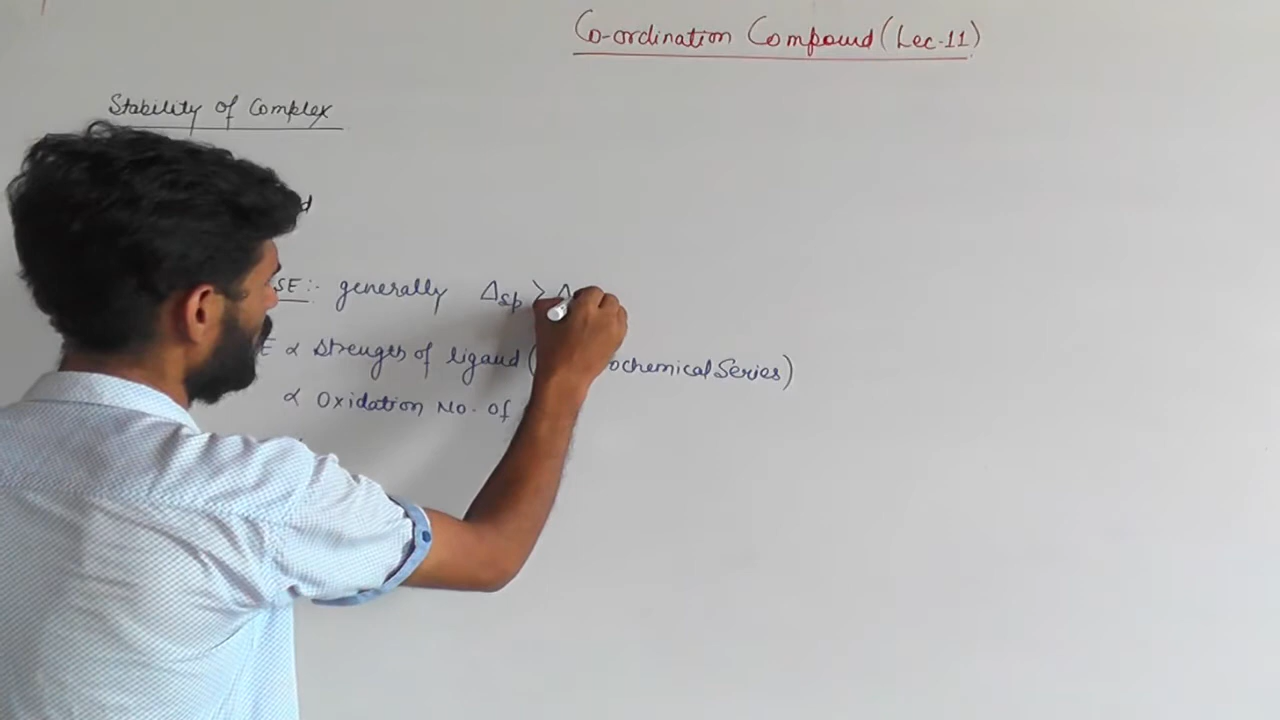 Co-ordination Compound (Lec-11)
Stability of Complex
SE:- generally Δsp > Δ
E ∝ strength of ligand ( ochemical Series)
∝ Oxidation No. of